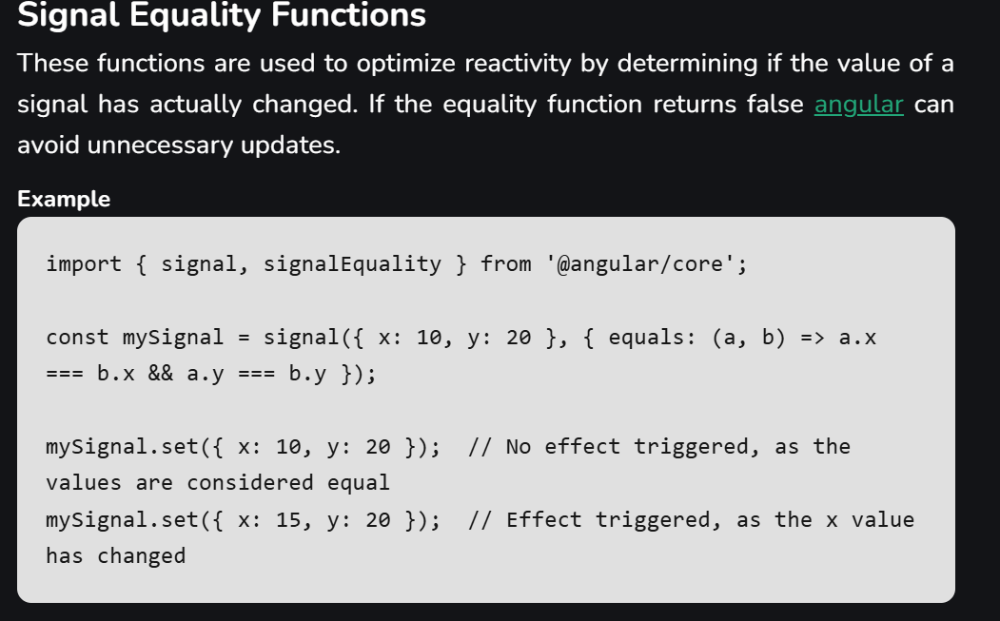 Signal Equality Functions
These functions are used to optimize reactivity by determining if the value of a
signal has actually changed. If the equality function returns false angular can
avoid unnecessary updates.
Example
import { signal, signalEquality } from '@angular/core';
const mySignal = signal({ x: 10, y: 20 }, { equals: (a, b) => a.x
=== b.x && a.y === b.y });
mySignal.set({ x: 10, y: 20 });  // No effect triggered, as the
values are considered equal
mySignal.set({ x: 15, y: 20 });  // Effect triggered, as the x value
has changed